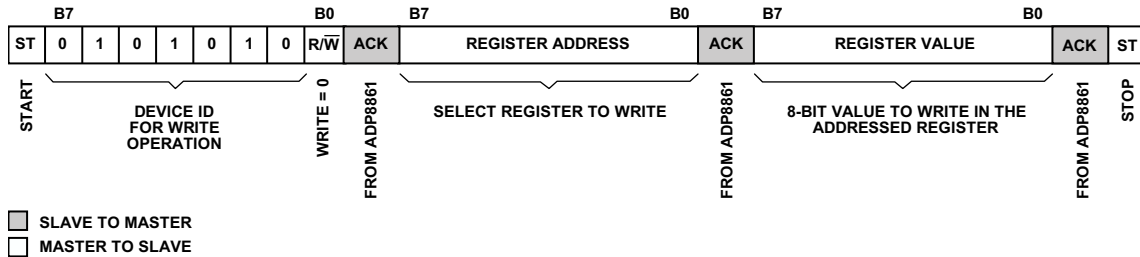 B7 B0 B7 B0 B7 B0
ST 0 1 0 1 0 1 0 R/W̅ ACK REGISTER ADDRESS ACK REGISTER VALUE ACK ST
START
DEVICE ID
FOR WRITE
OPERATION
WRITE = 0
FROM ADP8861
SELECT REGISTER TO WRITE
FROM ADP8861
8-BIT VALUE TO WRITE IN THE
ADDRESSED REGISTER
FROM ADP8861
STOP
SLAVE TO MASTER
MASTER TO SLAVE